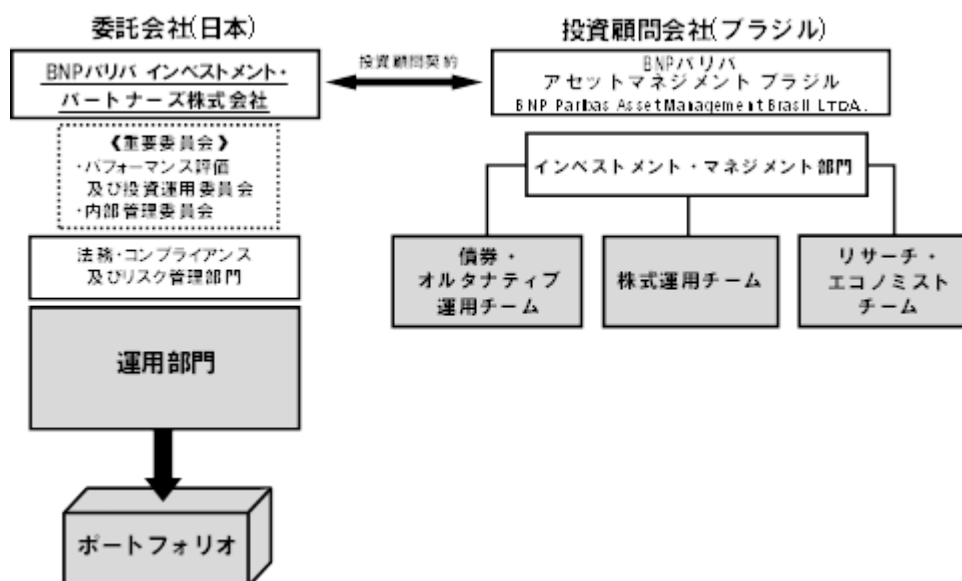 委託会社(日本)
BNPパリバ インベストメント・
パートナーズ株式会社
《重要委員会》
・パフォーマンス評価
及び投資運用委員会
・内部管理委員会
法務・コンプライアンス
及びリスク管理部門
運用部門
ポートフォリオ
投資顧問契約
投資顧問会社(ブラジル)
BNPパリバ
アセットマネジメント ブラジル
BNP Paribas Asset Management Brasil LTDA.
インベストメント・マネジメント部門
債券・
オルタナティブ
運用チーム
株式運用チーム
リサーチ・
エコノミスト
チーム